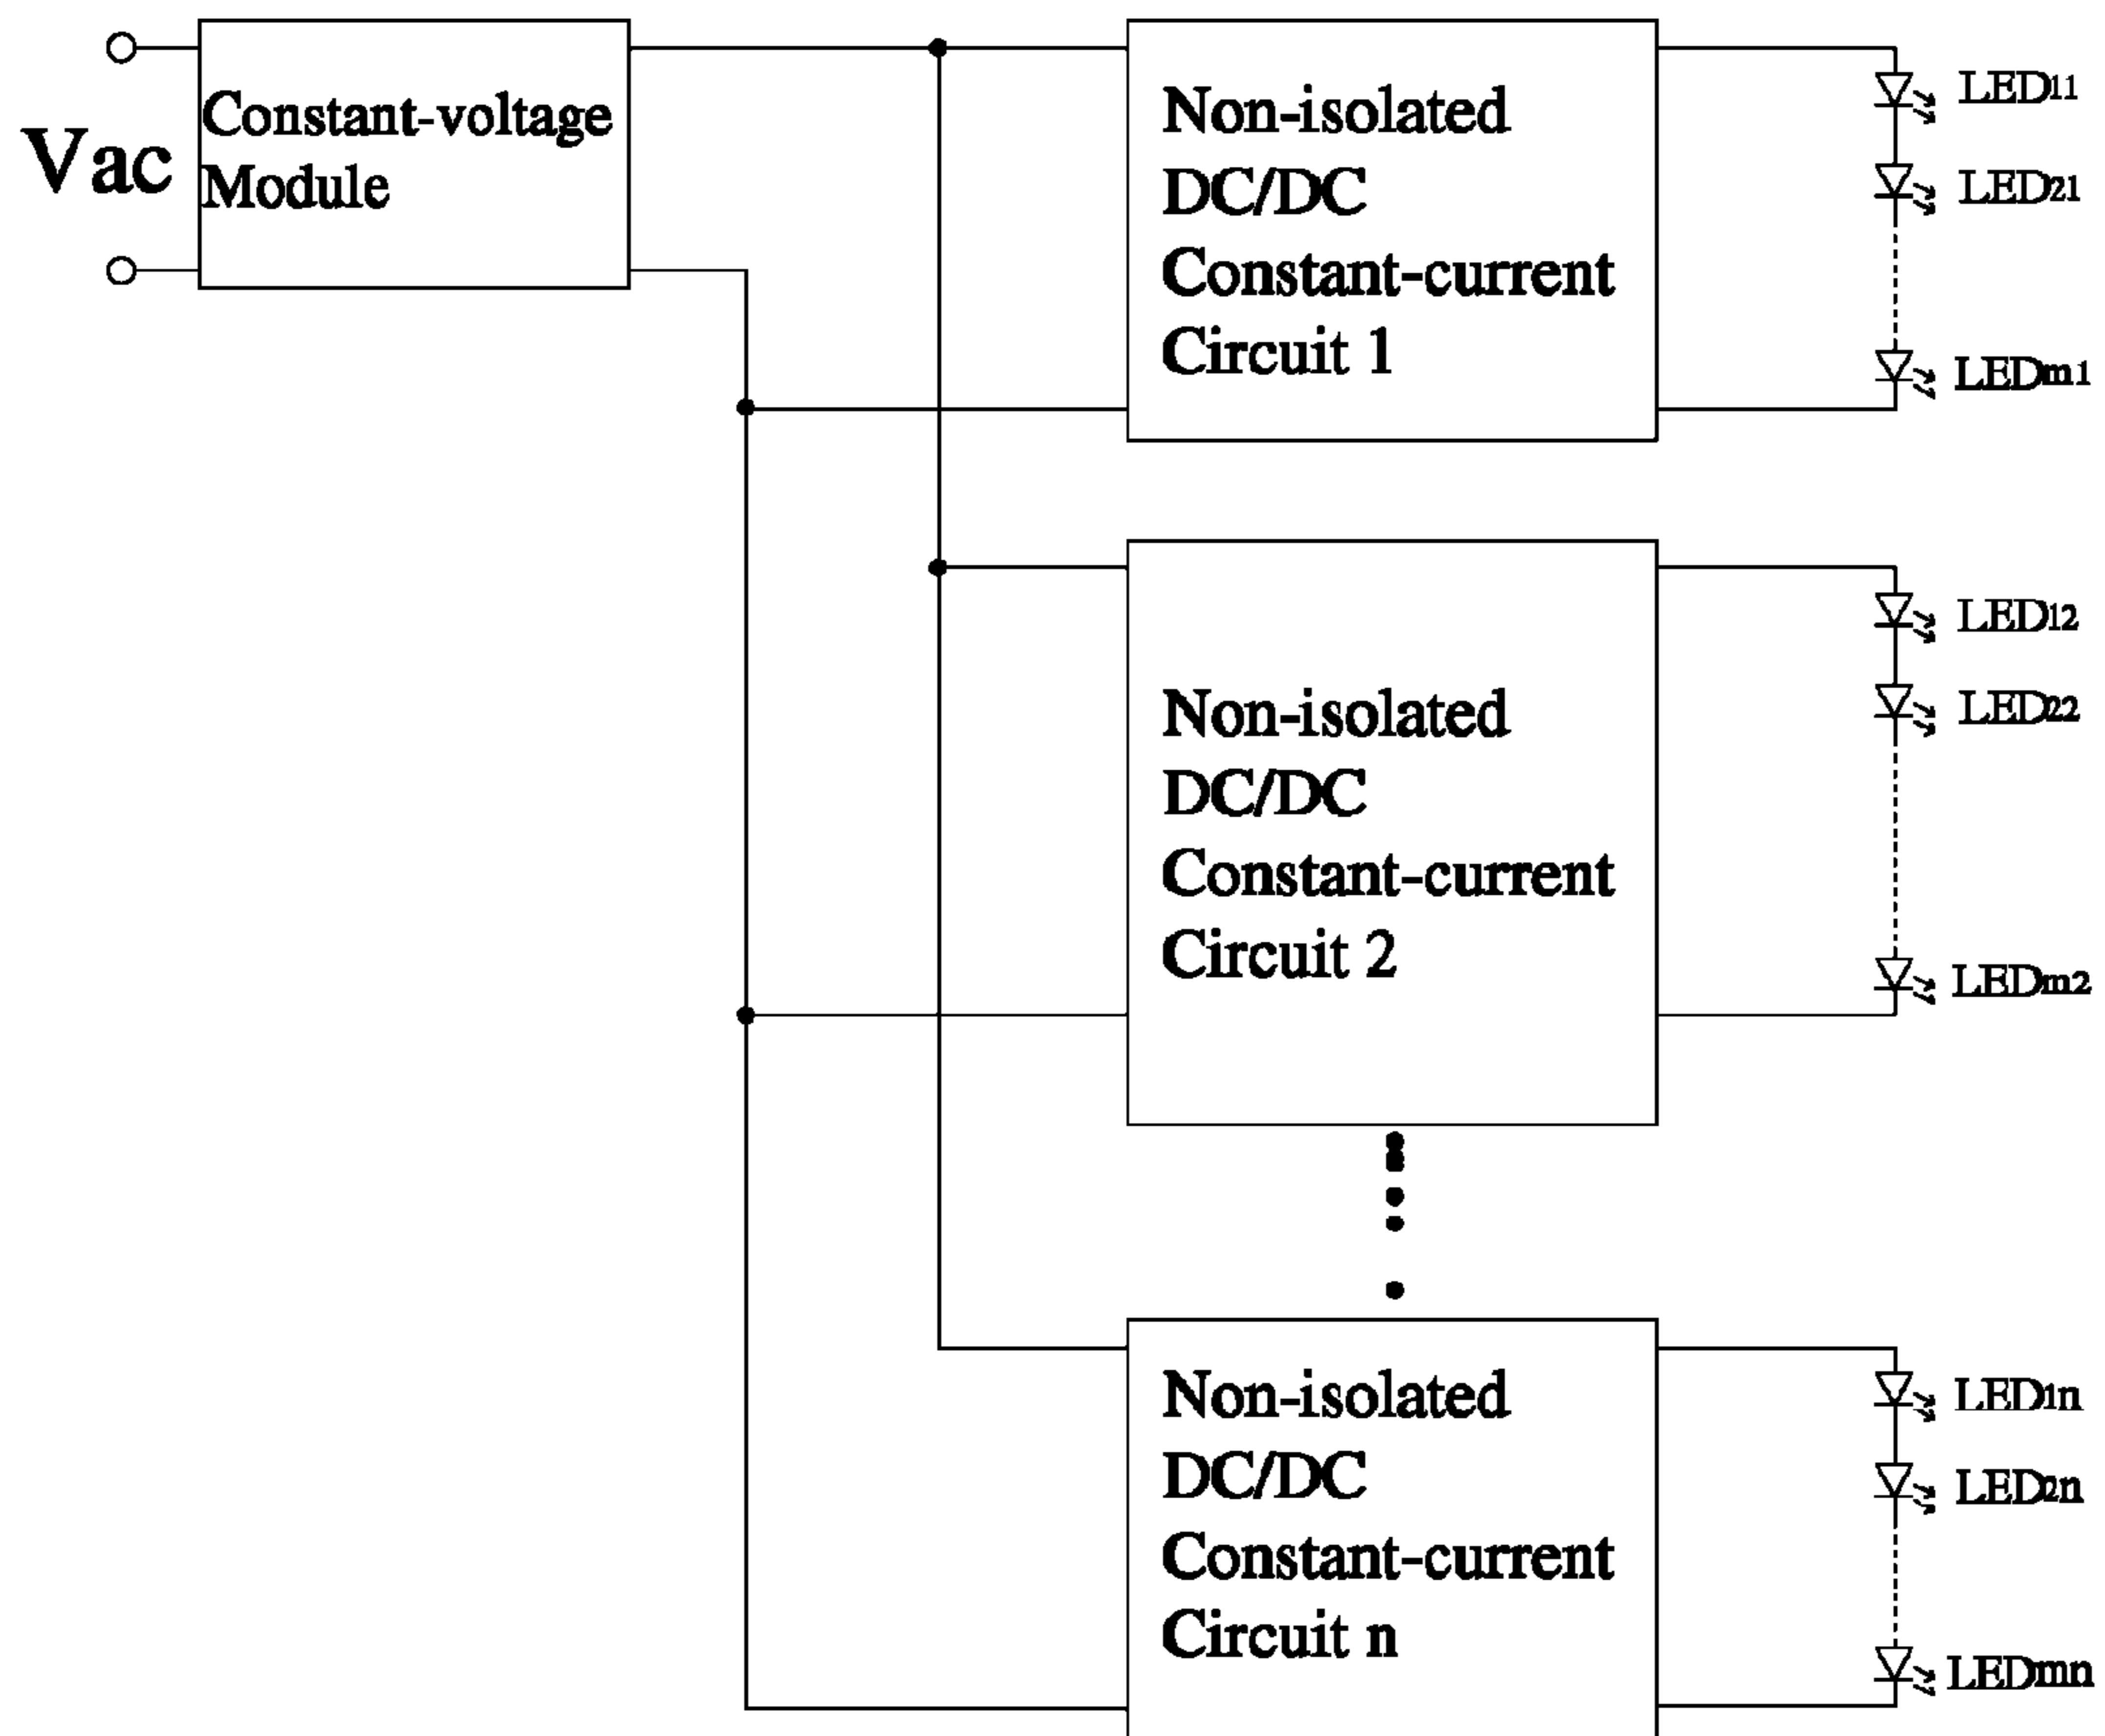 Vac
Constant-voltage
Module
Non-isolated
DC/DC
Constant-current
Circuit 1
LED11
LED21
LEDm1
Non-isolated
DC/DC
Constant-current
Circuit 2
LED12
LED22
LEDm2
Non-isolated
DC/DC
Constant-current
Circuit n
LED1n
LED2n
LEDmn